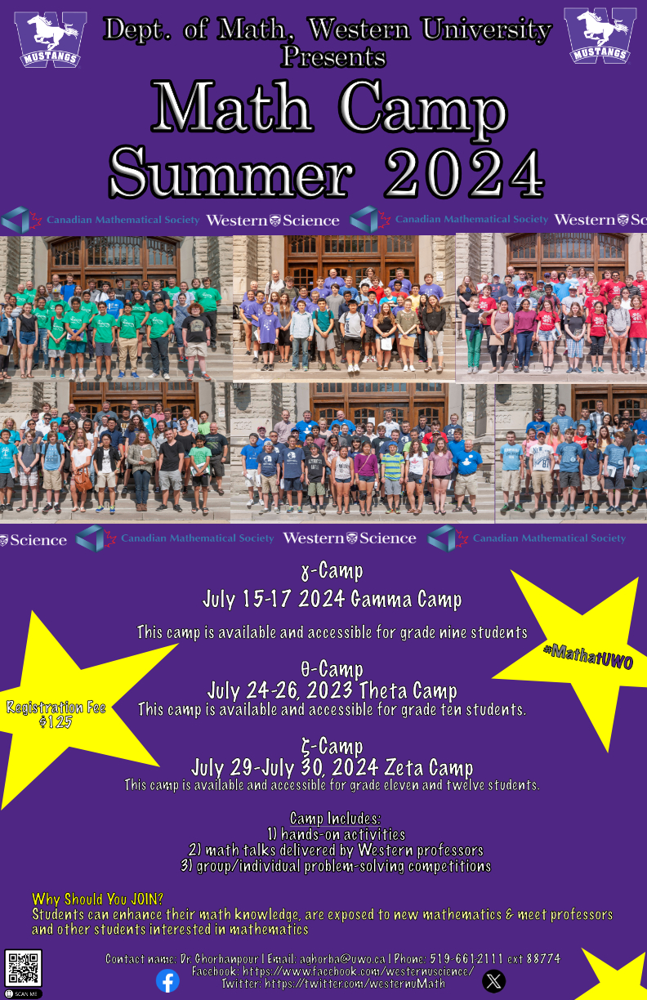 MUSTANGS
Dept. of Math, Western University
Presents
MUSTANGS
Math Camp
Summer 2024
Canadian Mathematical Society Western Science Canadian Mathematical Society Western Sc
Science Canadian Mathematical Society Western Science Canadian Mathematical Society
ɣ-Camp
July 15-17 2024 Gamma Camp
This camp is available and accessible for grade nine students
#MathatUWO
θ-Camp
July 24-26, 2023 Theta Camp
This camp is available and accessible for grade ten students.
Registration Fee
$125
ζ-Camp
July 29-July 30, 2024 Zeta Camp
This camp is available and accessible for grade eleven and twelve students.
Camp Includes:
1) hands-on activities
2) math talks delivered by Western professors
3) group/individual problem-solving competitions
Why Should You JOIN?
Students can enhance their math knowledge, are exposed to new mathematics & meet professors
and other students interested in mathematics
Contact name: Dr. Ghorbanpour | Email: aghorba@uwo.ca | Phone: 519-661-2111 ext 88774
Facebook: https://www.facebook.com/westernuscience/
Twitter: https://twitter.com/westernuMath
SCAN ME